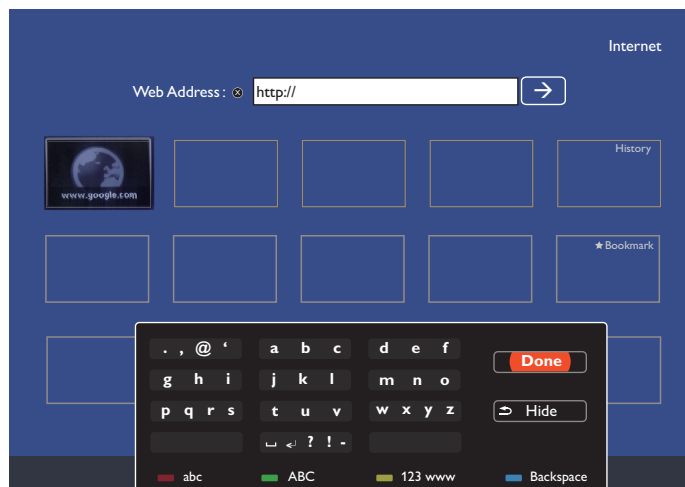 Internet
Web Address : http://
www.google.com
History
★Bookmark
. , @ ‘ a b c d e f
Done
g h i j k l m n o
p q r s t u v w x y z
Hide
␣ ↵ ? ! -
abc ABC 123 www Backspace